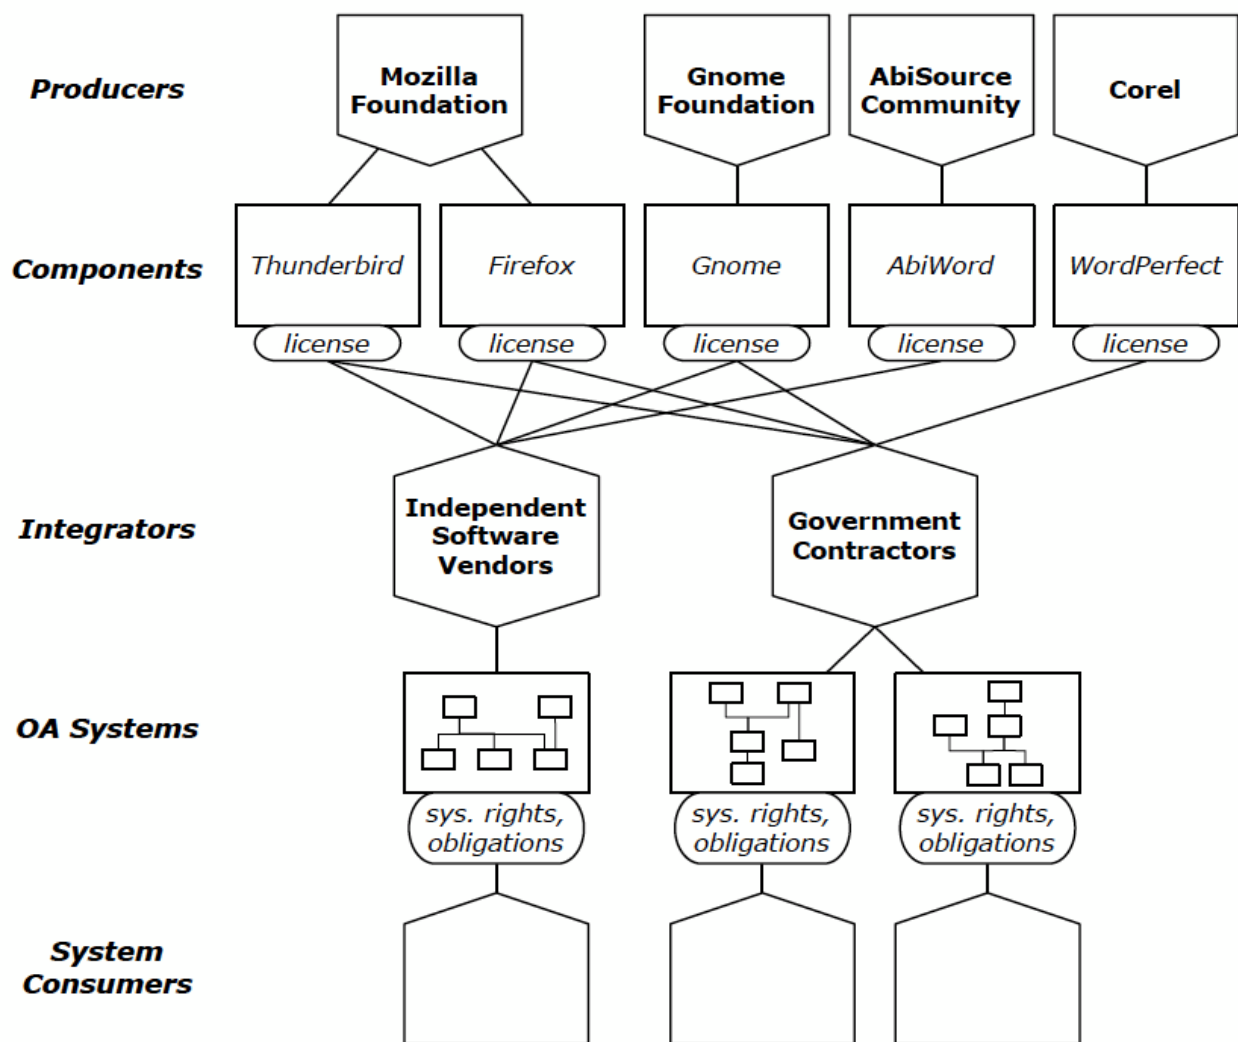 Producers
Mozilla
Foundation
Gnome
Foundation
AbiSource
Community
Corel
Components
Thunderbird
Firefox
Gnome
AbiWord
WordPerfect
license
license
license
license
license
Integrators
Independent
Software
Vendors
Government
Contractors
OA Systems
sys. rights,
obligations
sys. rights,
obligations
sys. rights,
obligations
System
Consumers